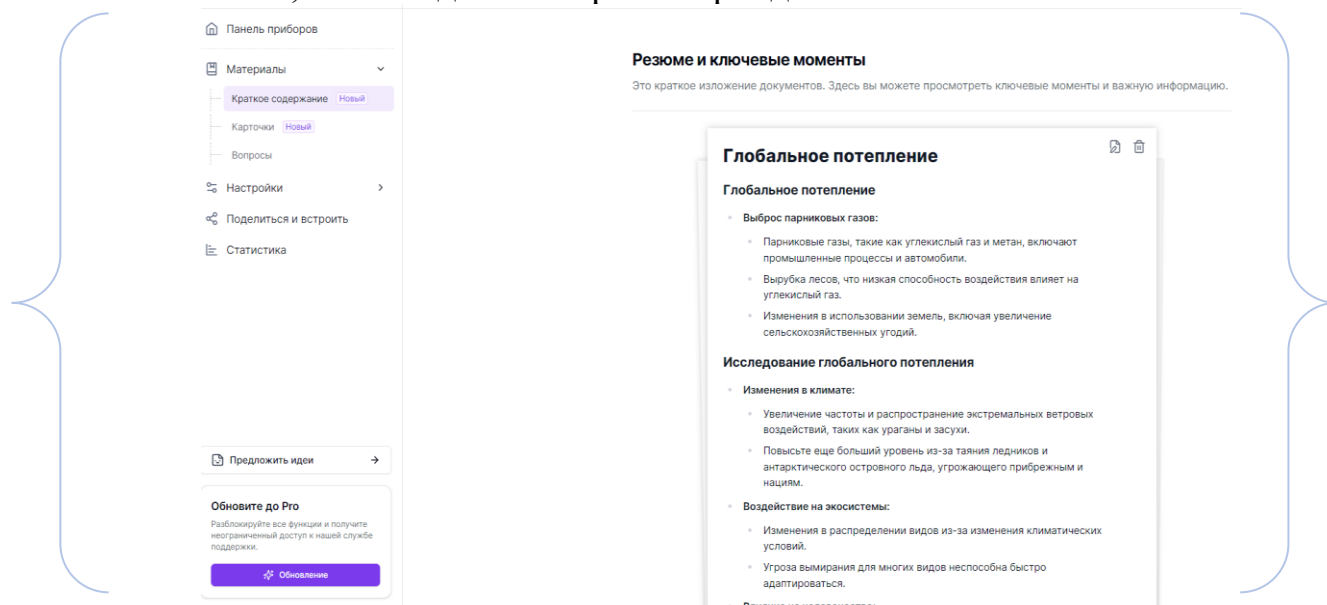 Панель приборов
Материалы
Краткое содержание Новый
Карточки Новый
Вопросы
Настройки
Поделиться и встроить
Статистика
Предложить идеи
Обновите до Pro
Разблокируйте все функции и получите
неограниченный доступ к нашей службе
поддержки.
Обновление
Резюме и ключевые моменты
Это краткое изложение документов. Здесь вы можете просмотреть ключевые моменты и важную информацию.
Глобальное потепление
Глобальное потепление
Выброс парниковых газов:
Парниковые газы, такие как углекислый газ и метан, включают
промышленные процессы и автомобили.
Вырубка лесов, что низкая способность воздействия влияет на
углекислый газ.
Изменения в использовании земель, включая увеличение
сельскохозяйственных угодий.
Исследование глобального потепления
Изменения в климате:
Увеличение частоты и распространение экстремальных ветровых
воздействий, таких как ураганы и засухи.
Повысьте еще больший уровень из-за таяния ледников и
антарктического островного льда, угрожающего прибрежным и
нациям.
Воздействие на экосистемы:
Изменения в распределении видов из-за изменения климатических
условий.
Угроза вымирания для многих видов неспособна быстро
адаптироваться.